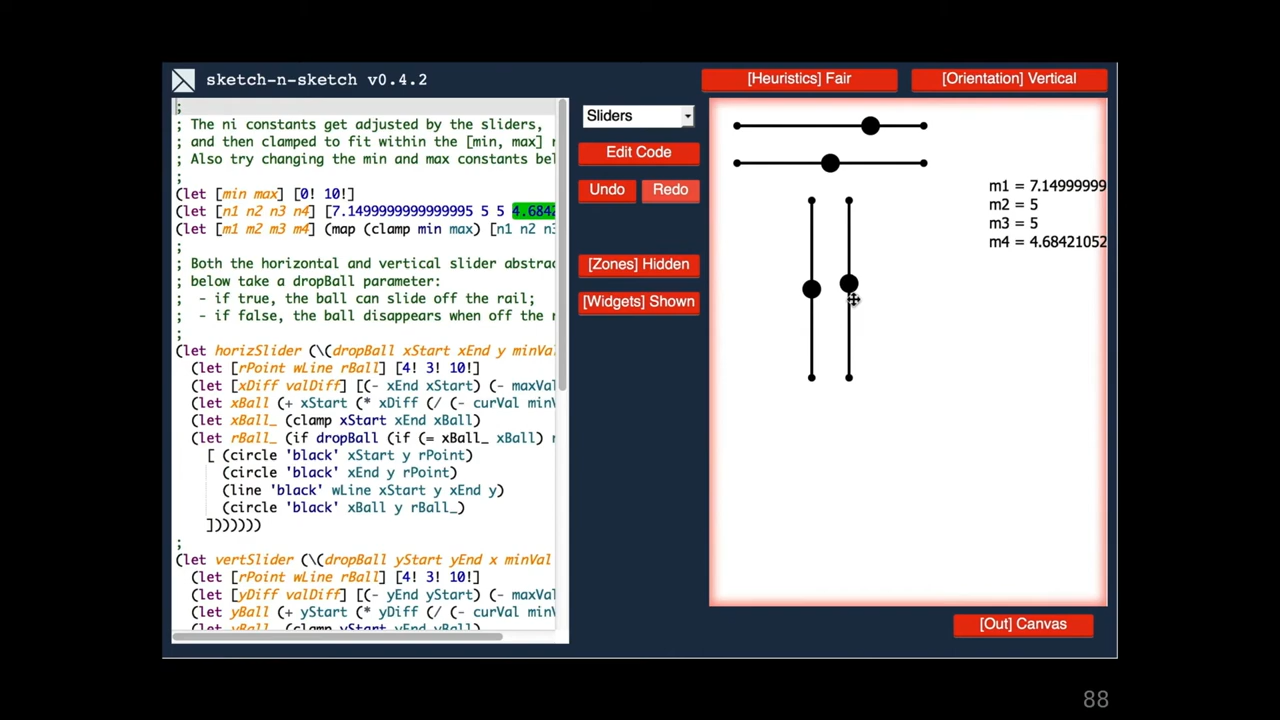 sketch-n-sketch v0.4.2
[Heuristics] Fair
[Orientation] Vertical
;
; The ni constants get adjusted by the sliders,
; and then clamped to fit within the [min, max] r
; Also try changing the min and max constants bel
;
(let [min max] [0! 10!]
(let [n1 n2 n3 n4] [7.1499999999999995 5 5 4.6842
(let [m1 m2 m3 m4] (map (clamp min max) [n1 n2 n3
;
; Both the horizontal and vertical slider abstrac
; below take a dropBall parameter:
;  - if true, the ball can slide off the rail;
;  - if false, the ball disappears when off the r
;
(let horizSlider (\(dropBall xStart xEnd y minVal
(let [rPoint wLine rBall] [4! 3! 10!]
(let [xDiff valDiff] [(- xEnd xStart) (- maxVal
(let xBall (+ xStart (* xDiff (/ (- curVal minV
(let xBall_ (clamp xStart xEnd xBall)
(let rBall_ (if dropBall (if (= xBall_ xBall) r
[ (circle 'black' xStart y rPoint)
(circle 'black' xEnd y rPoint)
(line 'black' wLine xStart y xEnd y)
(circle 'black' xBall y rBall_)
]))))))
;
(let vertSlider (\(dropBall yStart yEnd x minVal
(let [rPoint wLine rBall] [4! 3! 10!]
(let [yDiff valDiff] [(- yEnd yStart) (- maxVal
(let yBall (+ yStart (* yDiff (/ (- curVal minV
(let yBall_ (clamp yStart yEnd yBall)
Sliders
Edit Code
Undo
Redo
[Zones] Hidden
[Widgets] Shown
m1 = 7.14999999
m2 = 5
m3 = 5
m4 = 4.68421052
[Out] Canvas
88